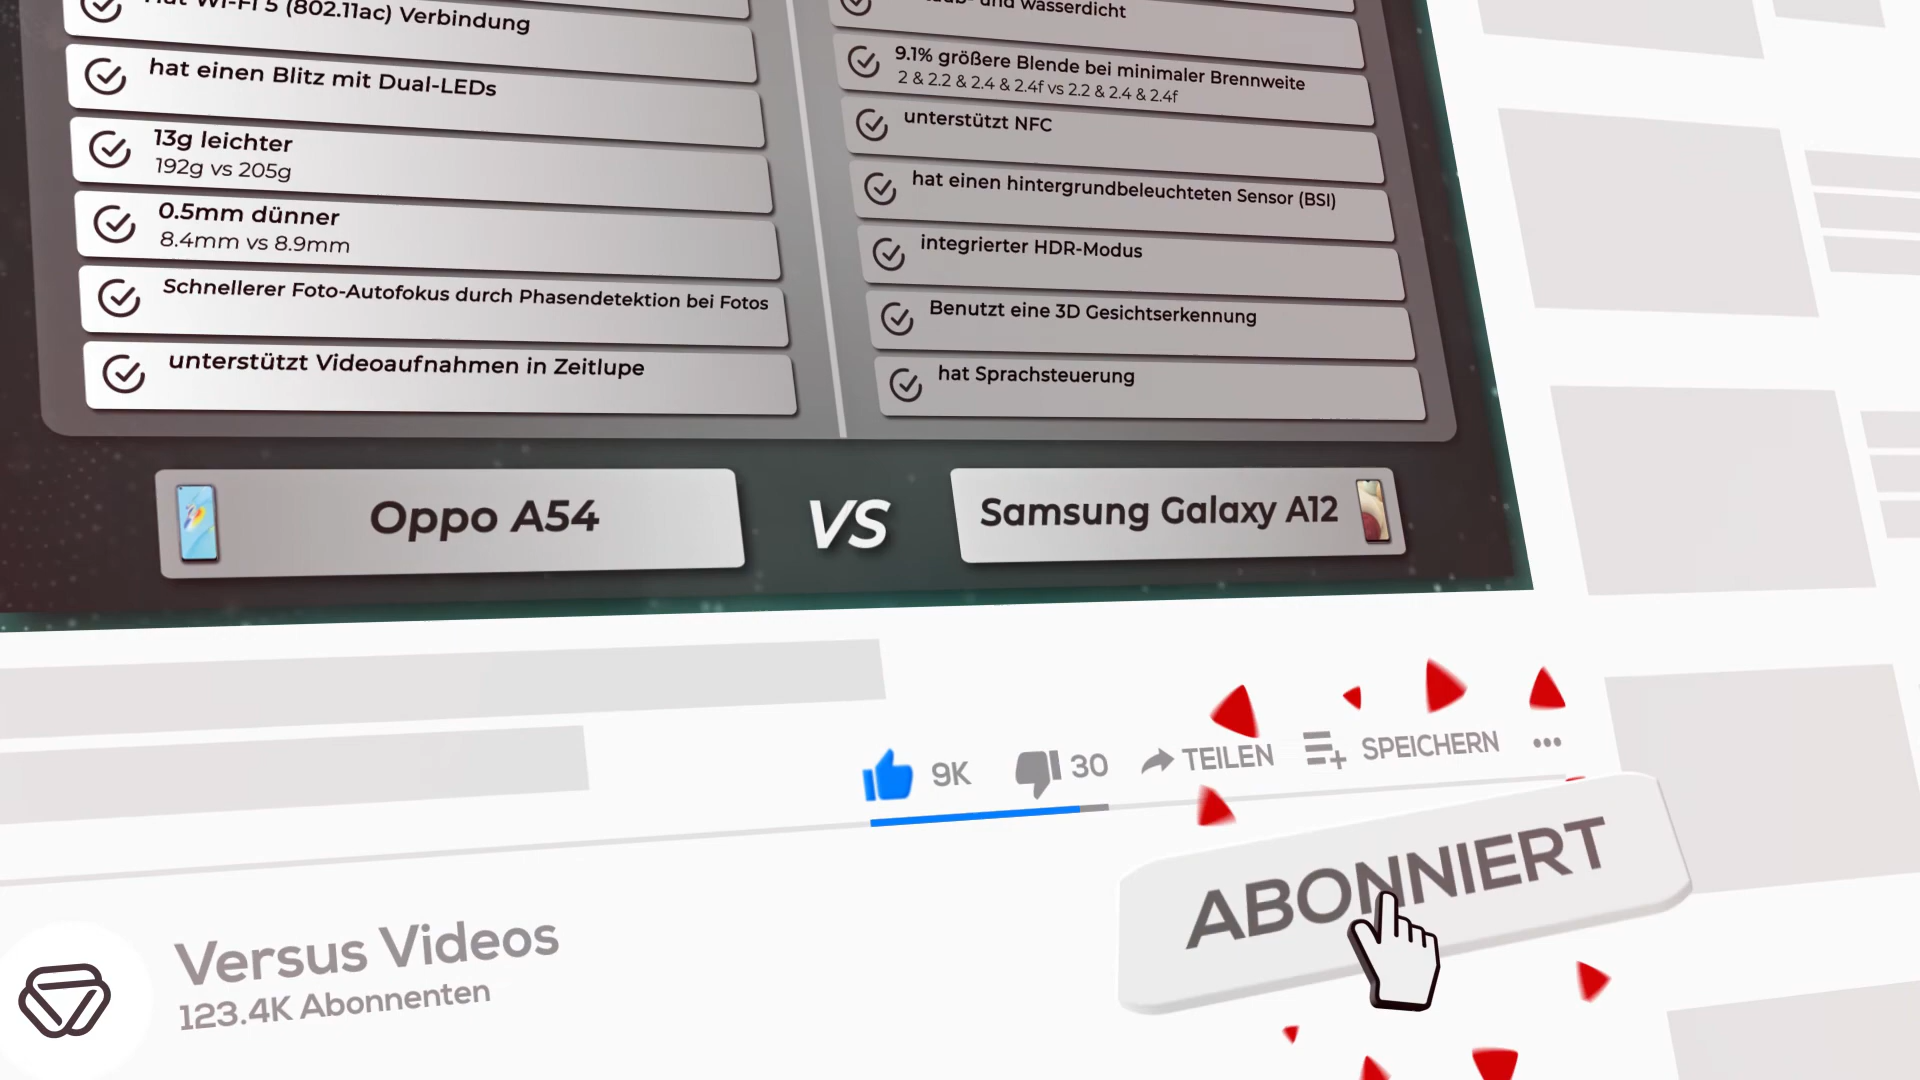 Wi-Fi 5 (802.11ac) Verbindung
hat einen Blitz mit Dual-LEDs
13g leichter
192g vs 205g
0.5mm dünner
8.4mm vs 8.9mm
Schnellerer Foto-Autofokus durch Phasendetektion bei Fotos
unterstützt Videoaufnahmen in Zeitlupe
und wasserdicht
9.1% größere Blende bei minimaler Brennweite
2 & 2.2 & 2.4 & 2.4f vs 2.2 & 2.4 & 2.4f
unterstützt NFC
hat einen hintergrundbeleuchteten Sensor (BSI)
integrierter HDR-Modus
Benutzt eine 3D Gesichtserkennung
hat Sprachsteuerung
Oppo A54
VS
Samsung Galaxy A12
9K
30
TEILEN
SPEICHERN
ABONNIERT
Versus Videos
123.4K Abonnenten